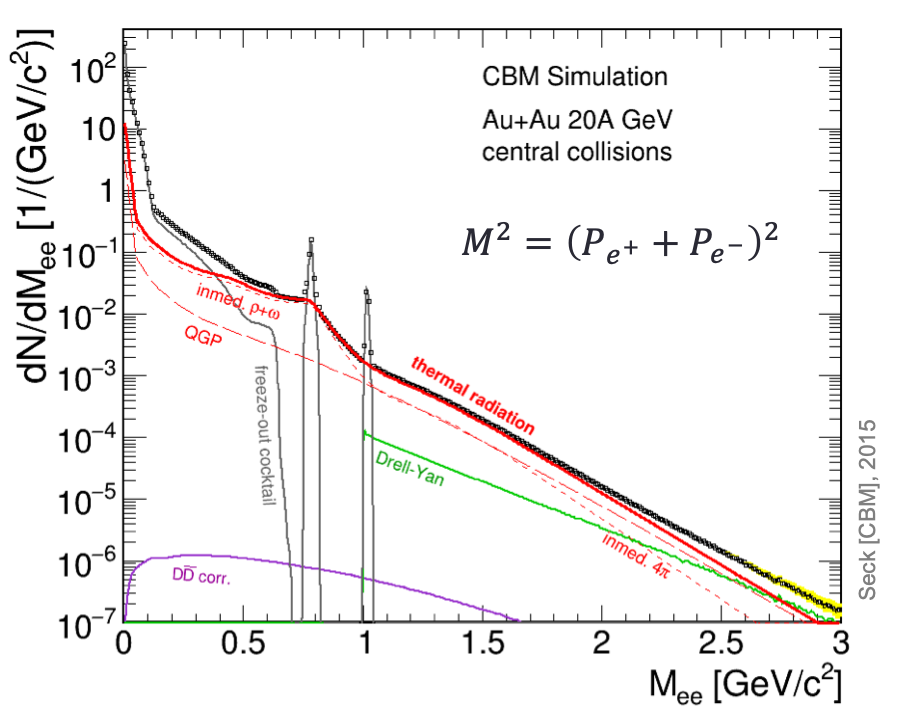 dN/dMee [1/(GeV/c²)]
10²
10
1
10⁻¹
10⁻²
10⁻³
10⁻⁴
10⁻⁵
10⁻⁶
10⁻⁷
CBM Simulation
Au+Au 20A GeV
central collisions
M² = (Pe⁺ + Pe⁻)²
inmed. ρ+ω
QGP
freeze-out cocktail
thermal radiation
Drell-Yan
inmed. 4π
DD̅ corr.
0 0.5 1 1.5 2 2.5 3
Mee [GeV/c²]
Seck [CBM], 2015